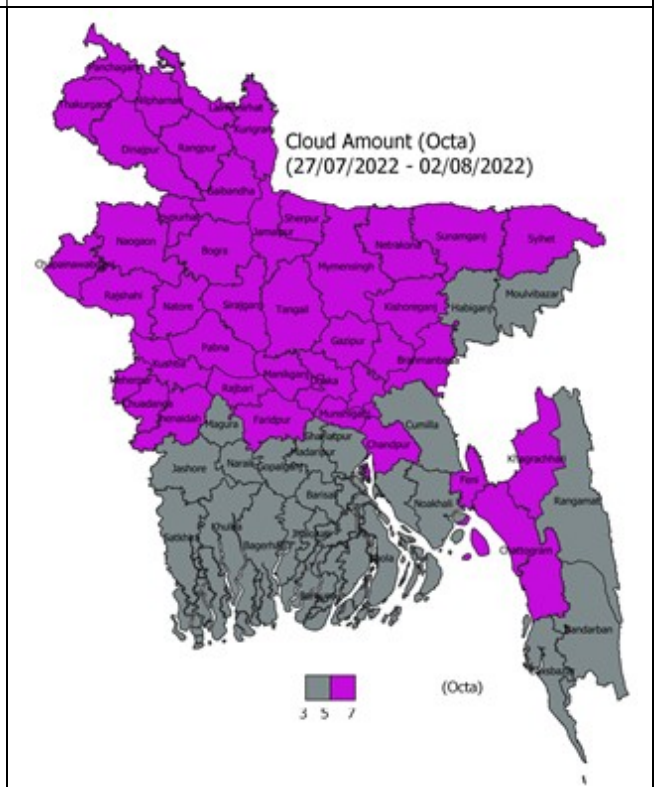 Panchagarh
Thakurgaon
Nilphamari
Lalmonirhat
Kurigram
Dinajpur
Rangpur
Cloud Amount (Octa)
(27/07/2022 - 02/08/2022)
Gaibandha
Joypurhat
Sherpur
Jamalpur
Naogaon
Bogra
Netrakona
Sunamganj
Sylhet
Mymensingh
Rajshahi
Natore
Sirajganj
Tangail
Kishoreganj
Habiganj
Moulvibazar
Gazipur
Pabna
Kushtia
Meherpur
Rajbari
Manikganj
Dhaka
Chuadanga
Jhenaidah
Magura
Faridpur
Munshiganj
Cumilla
Chandpur
Shariatpur
Madaripur
Jashore
Narail
Gopalganj
Khagrachhari
Feni
Barisal
Noakhali
Rangamati
Khulna
Bagerhat
Chattogram
Bandarban
(Octa)
3 5 7